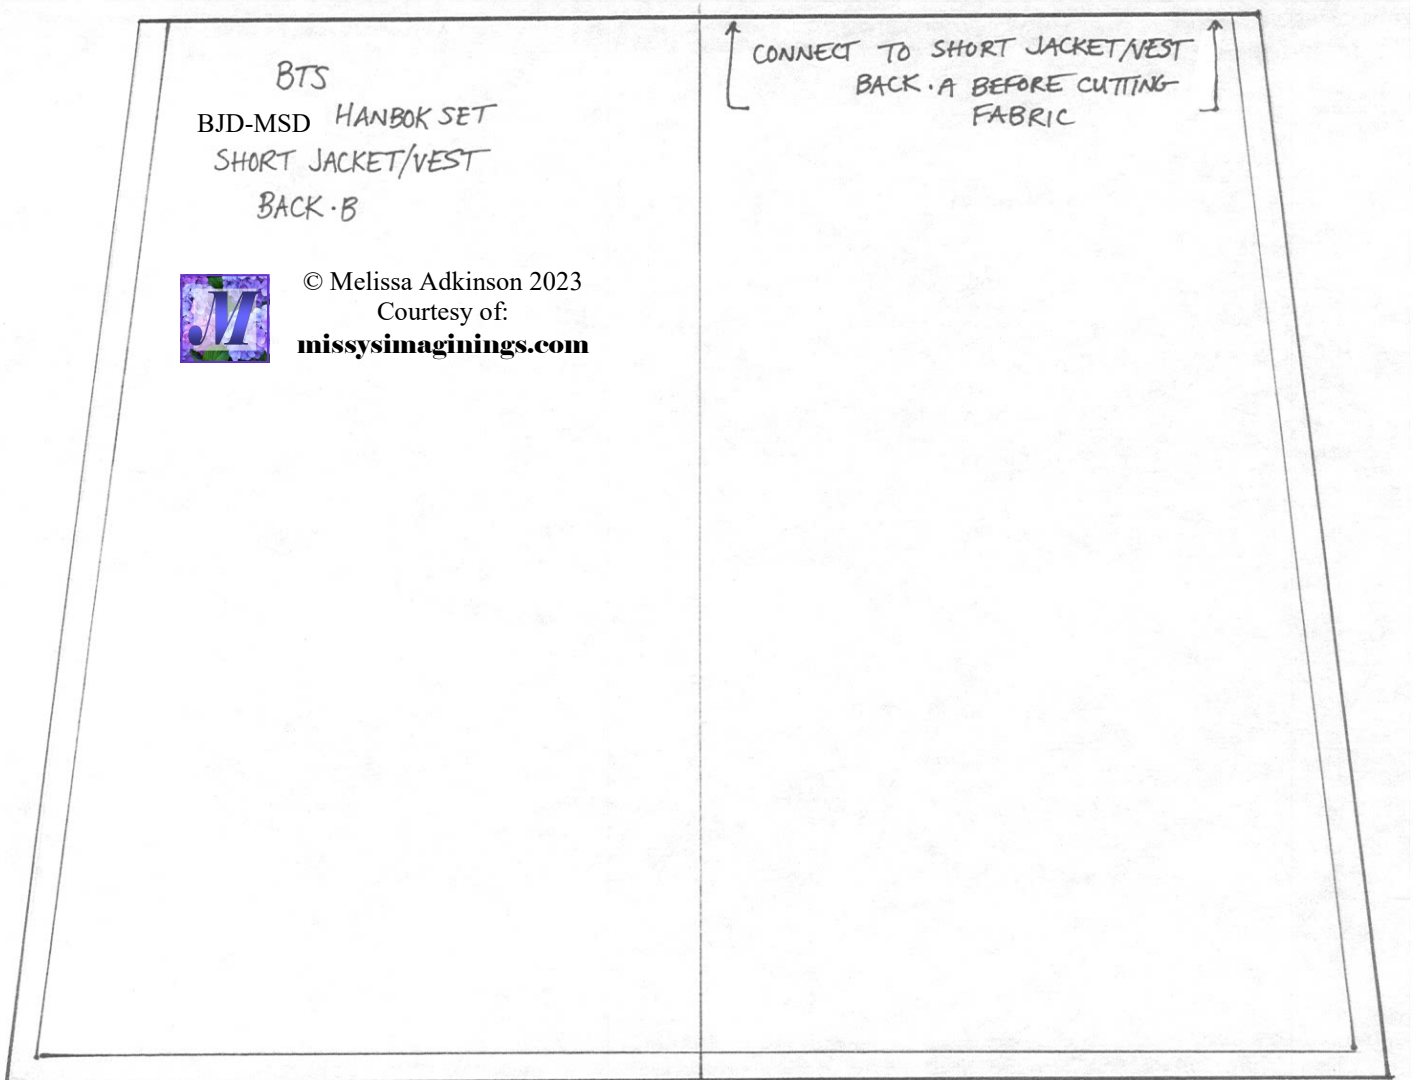 BTS
BJD-MSD HANBOK SET
SHORT JACKET/VEST
BACK·B
CONNECT TO SHORT JACKET/VEST
BACK·A BEFORE CUTTING
FABRIC
M
© Melissa Adkinson 2023
Courtesy of:
missysimaginings.com